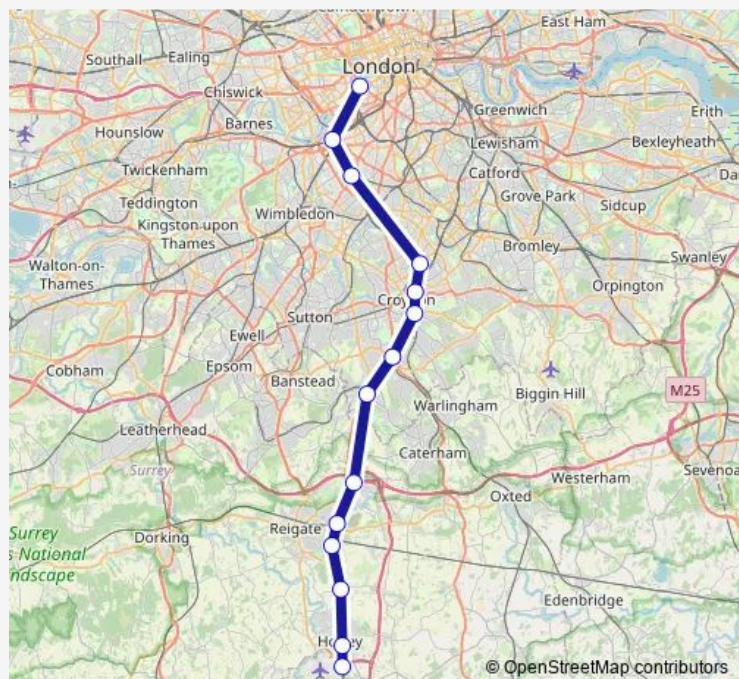 East Ham
Southall
Ealing
London
Chiswick
Greenwich
Erith
Barnes
Hounslow
Lewisham
Bexleyheath
Twickenham
Catford
Teddington
Grove Park
Sidcup
Kingston upon
Thames
Wimbledon
Bromley
Swanley
Walton-on-
Thames
Orpington
Sutton
Ewell
Cobham
Epsom
Banstead
Biggin Hill
M25
Warlingham
Leatherhead
Caterham
Surrey
Westerham
Oxted
Reigate
Dorking
Surrey
s National
ndscape
Edenbridge
© OpenStreetMap contributors